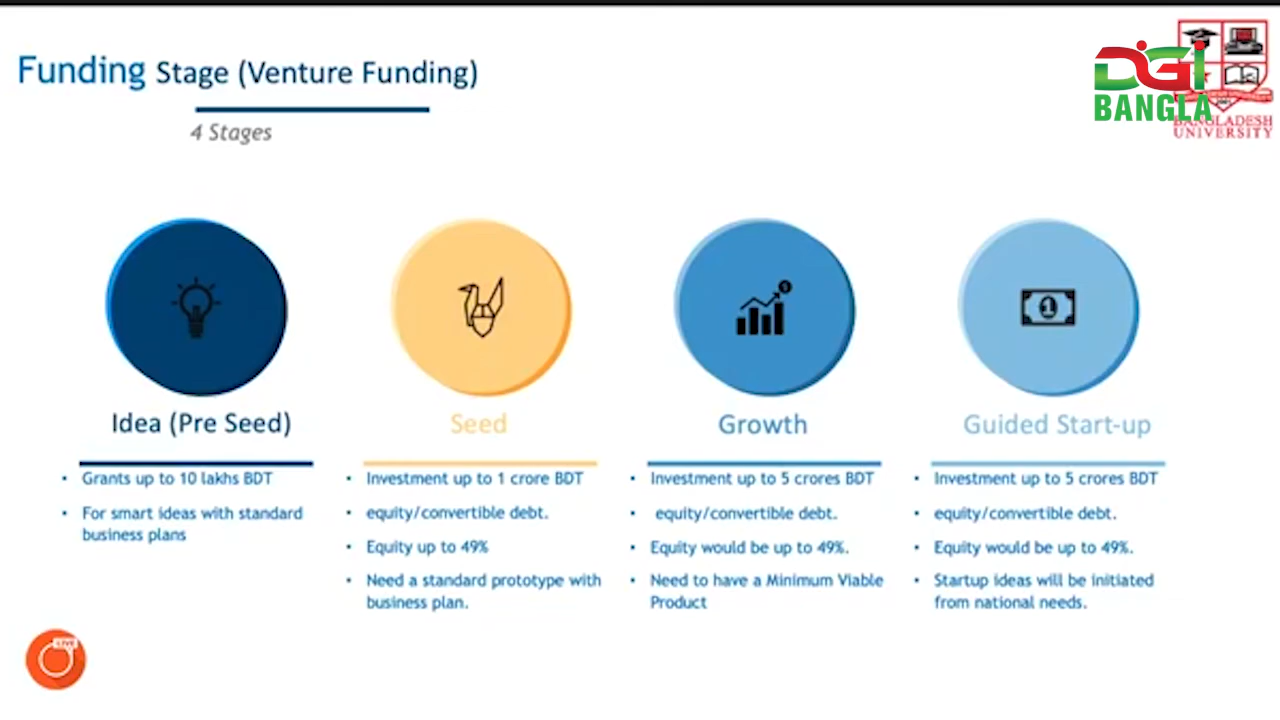 Funding Stage (Venture Funding)
4 Stages
DGI
BANGLA
BANGLADESH
UNIVERSITY
Idea (Pre Seed)
• Grants up to 10 lakhs BDT
• For smart ideas with standard
business plans
Seed
• Investment up to 1 crore BDT
• equity/convertible debt.
• Equity up to 49%
• Need a standard prototype with
business plan.
Growth
• Investment up to 5 crores BDT
• equity/convertible debt.
• Equity would be up to 49%.
• Need to have a Minimum Viable
Product
Guided Start-up
• Investment up to 5 crores BDT
• equity/convertible debt.
• Equity would be up to 49%.
• Startup ideas will be initiated
from national needs.
LIVE